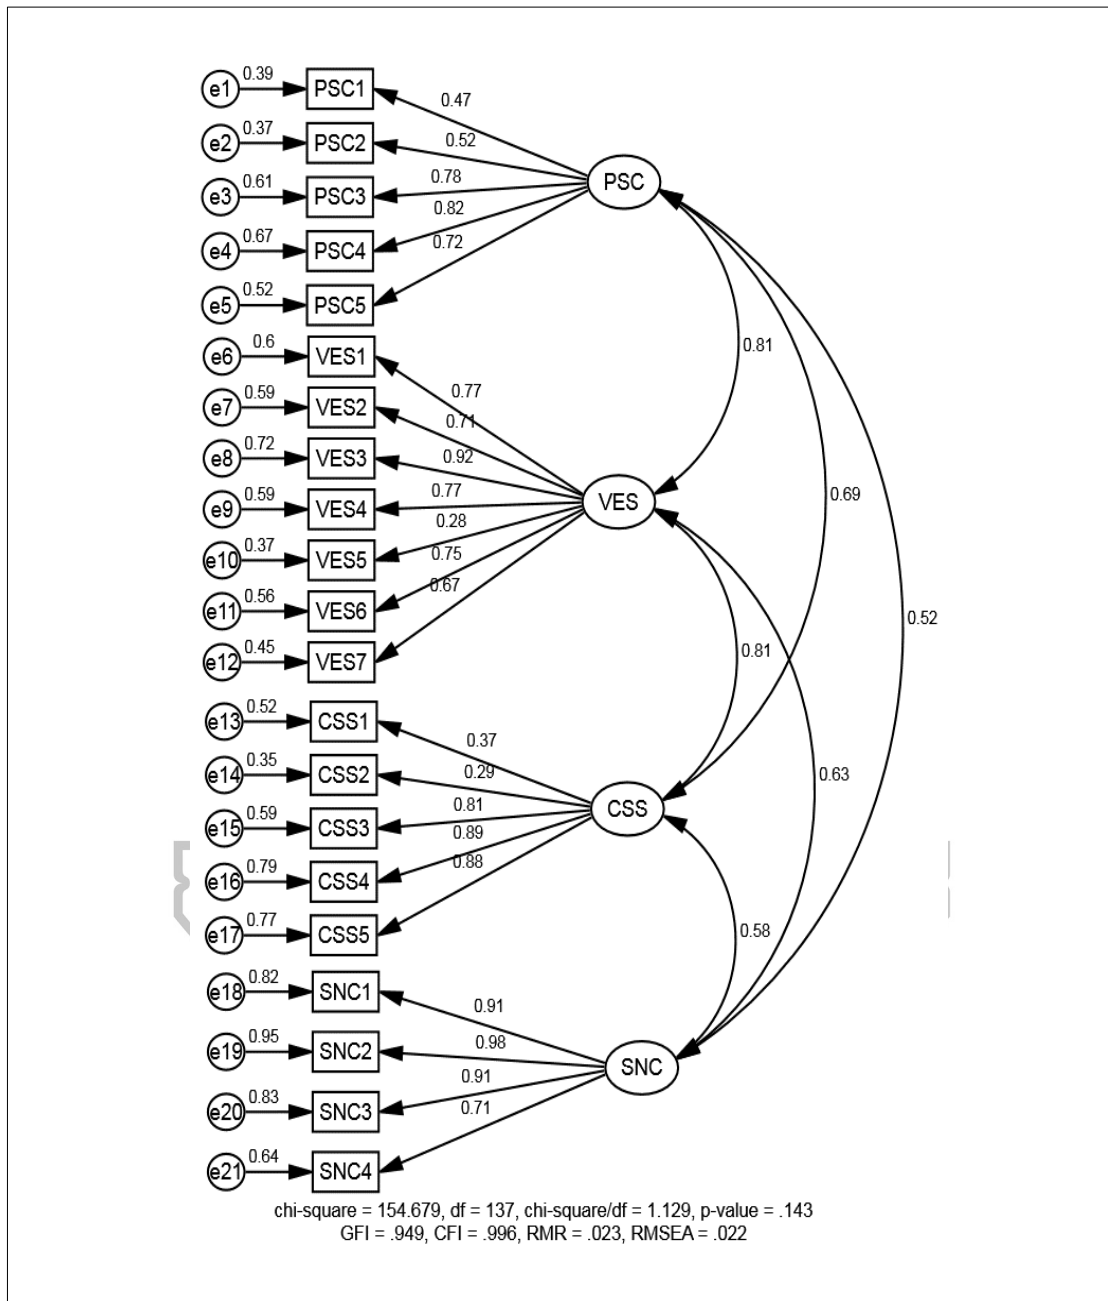 e1 0.39 PSC1 0.47
e2 0.37 PSC2 0.52
e3 0.61 PSC3 0.78
e4 0.67 PSC4 0.82
e5 0.52 PSC5 0.72
PSC
e6 0.6 VES1 0.77
e7 0.59 VES2 0.71
e8 0.72 VES3 0.92
e9 0.59 VES4 0.77
e10 0.37 VES5 0.28
e11 0.56 VES6 0.75
e12 0.45 VES7 0.67
VES
e13 0.52 CSS1 0.37
e14 0.35 CSS2 0.29
e15 0.59 CSS3 0.81
e16 0.79 CSS4 0.89
e17 0.77 CSS5 0.88
CSS
e18 0.82 SNC1 0.91
e19 0.95 SNC2 0.98
e20 0.83 SNC3 0.91
e21 0.64 SNC4 0.71
SNC
0.81
0.69
0.52
0.81
0.63
0.58
chi-square = 154.679, df = 137, chi-square/df = 1.129, p-value = .143
GFI = .949, CFI = .996, RMR = .023, RMSEA = .022